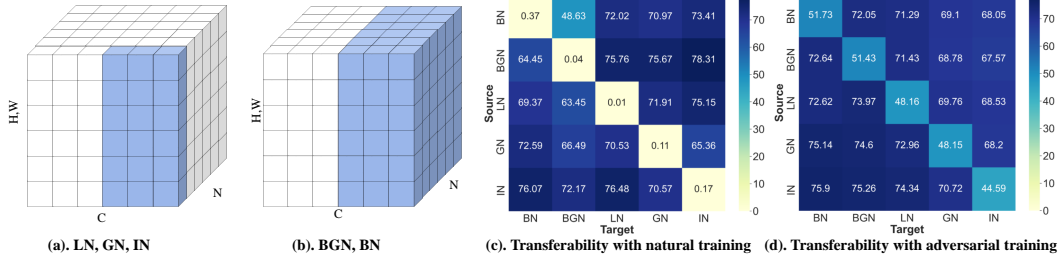 H,W
C
N
(a). LN, GN, IN
H,W
C
N
(b). BGN, BN
Source
BN 0.37 48.63 72.02 70.97 73.41
BGN 64.45 0.04 75.76 75.67 78.31
LN 69.37 63.45 0.01 71.91 75.15
GN 72.59 66.49 70.53 0.11 65.36
IN 76.07 72.17 76.48 70.57 0.17
BN BGN LN GN IN
Target
70
60
50
40
30
20
10
0
(c). Transferability with natural training
Source
BN 51.73 72.05 71.29 69.1 68.05
BGN 72.64 51.43 71.43 68.78 67.57
LN 72.62 73.97 48.16 69.76 68.53
GN 75.14 74.6 72.96 48.15 68.2
IN 75.9 75.26 74.34 70.72 44.59
BN BGN LN GN IN
Target
70
60
50
40
30
20
10
0
(d). Transferability with adversarial training